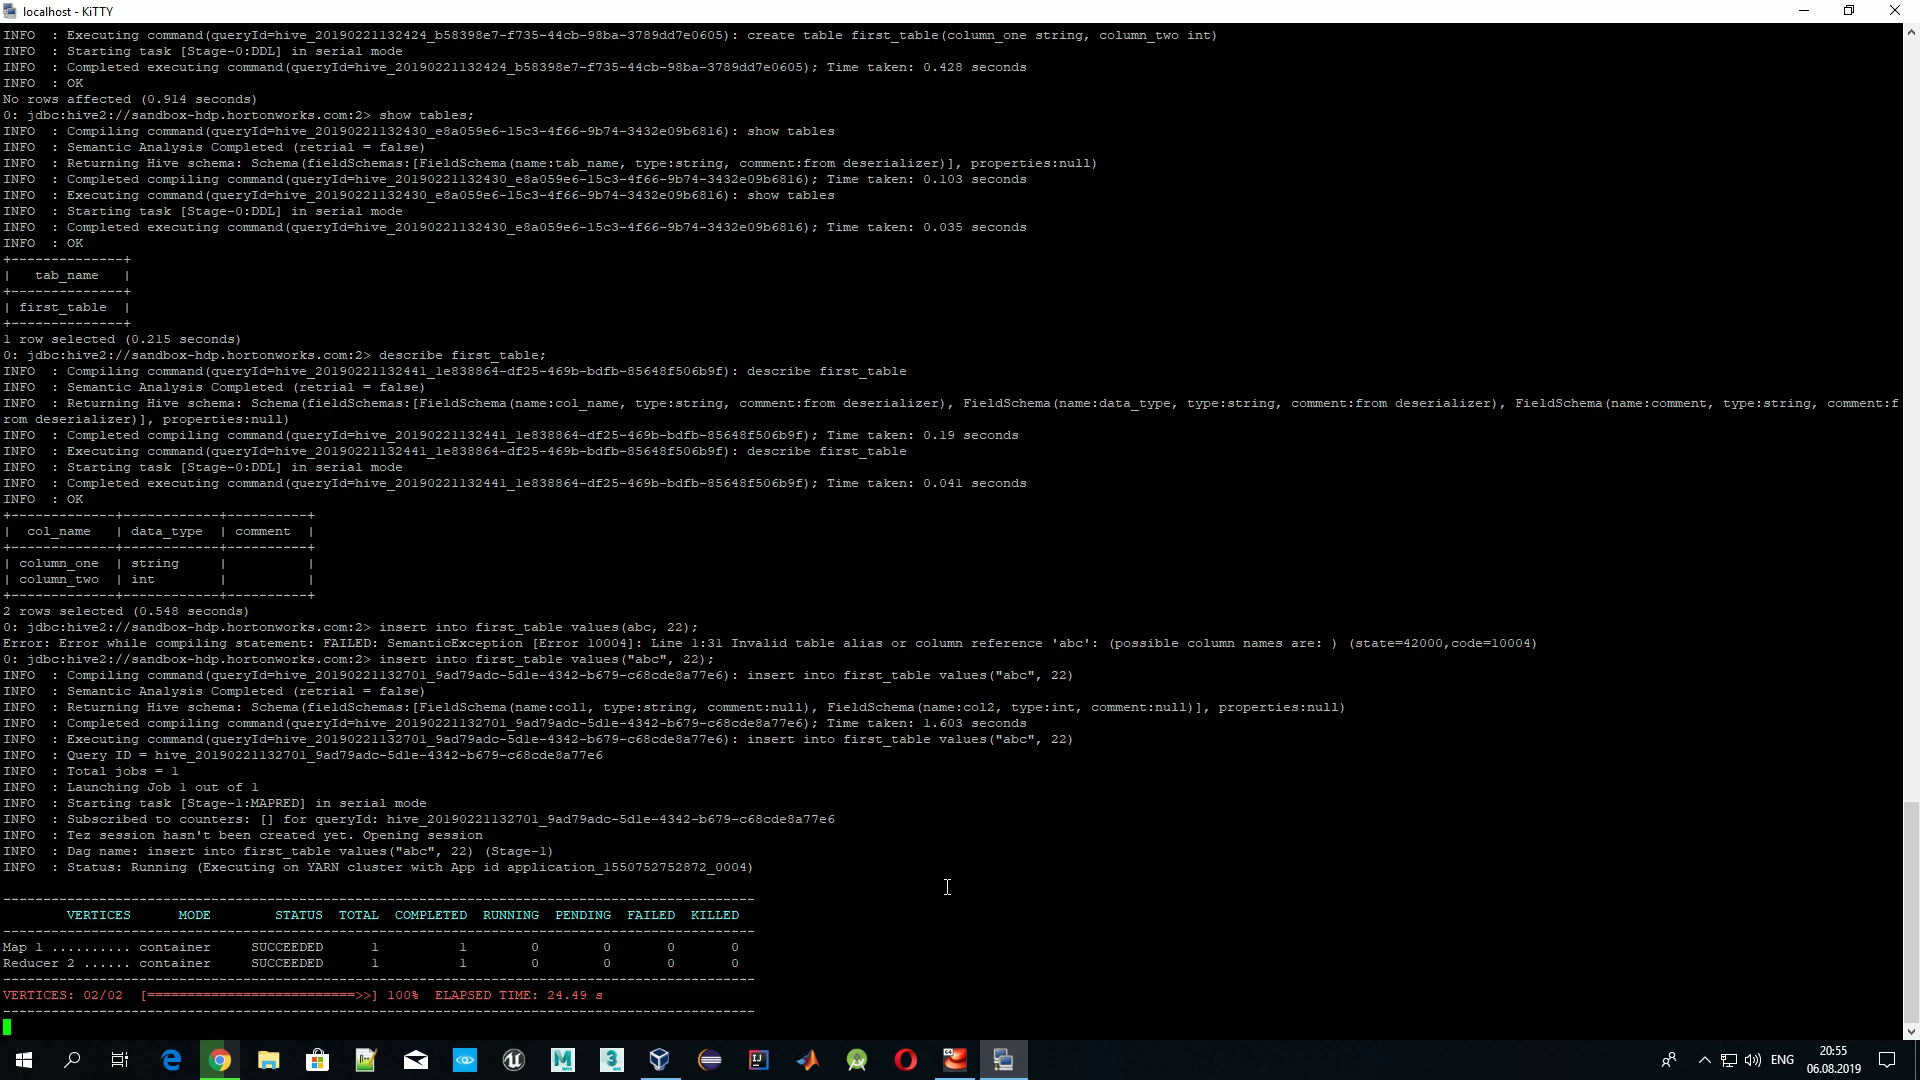 localhost - KiTTY
INFO  : Executing command(queryId=hive_20190221132424_b58398e7-f735-44cb-98ba-3789dd7e0605): create table first_table(column_one string, column_two int)
INFO  : Starting task [Stage-0:DDL] in serial mode
INFO  : Completed executing command(queryId=hive_20190221132424_b58398e7-f735-44cb-98ba-3789dd7e0605); Time taken: 0.428 seconds
INFO  : OK
No rows affected (0.914 seconds)
0: jdbc:hive2://sandbox-hdp.hortonworks.com:2> show tables;
INFO  : Compiling command(queryId=hive_20190221132430_e8a059e6-15c3-4f66-9b74-3432e09b6816): show tables
INFO  : Semantic Analysis Completed (retrial = false)
INFO  : Returning Hive schema: Schema(fieldSchemas:[FieldSchema(name:tab_name, type:string, comment:from deserializer)], properties:null)
INFO  : Completed compiling command(queryId=hive_20190221132430_e8a059e6-15c3-4f66-9b74-3432e09b6816); Time taken: 0.103 seconds
INFO  : Executing command(queryId=hive_20190221132430_e8a059e6-15c3-4f66-9b74-3432e09b6816): show tables
INFO  : Starting task [Stage-0:DDL] in serial mode
INFO  : Completed executing command(queryId=hive_20190221132430_e8a059e6-15c3-4f66-9b74-3432e09b6816); Time taken: 0.035 seconds
INFO  : OK
+--------------+
|   tab_name   |
+--------------+
| first_table  |
+--------------+
1 row selected (0.215 seconds)
0: jdbc:hive2://sandbox-hdp.hortonworks.com:2> describe first_table;
INFO  : Compiling command(queryId=hive_20190221132441_1e838864-df25-469b-bdfb-85648f506b9f): describe first_table
INFO  : Semantic Analysis Completed (retrial = false)
INFO  : Returning Hive schema: Schema(fieldSchemas:[FieldSchema(name:col_name, type:string, comment:from deserializer), FieldSchema(name:data_type, type:string, comment:from deserializer), FieldSchema(name:comment, type:string, comment:f
rom deserializer)], properties:null)
INFO  : Completed compiling command(queryId=hive_20190221132441_1e838864-df25-469b-bdfb-85648f506b9f); Time taken: 0.19 seconds
INFO  : Executing command(queryId=hive_20190221132441_1e838864-df25-469b-bdfb-85648f506b9f): describe first_table
INFO  : Starting task [Stage-0:DDL] in serial mode
INFO  : Completed executing command(queryId=hive_20190221132441_1e838864-df25-469b-bdfb-85648f506b9f); Time taken: 0.041 seconds
INFO  : OK
+-------------+------------+----------+
|  col_name   | data_type  | comment  |
+-------------+------------+----------+
| column_one  | string     |          |
| column_two  | int        |          |
+-------------+------------+----------+
2 rows selected (0.548 seconds)
0: jdbc:hive2://sandbox-hdp.hortonworks.com:2> insert into first_table values(abc, 22);
Error: Error while compiling statement: FAILED: SemanticException [Error 10004]: Line 1:31 Invalid table alias or column reference 'abc': (possible column names are: ) (state=42000,code=10004)
0: jdbc:hive2://sandbox-hdp.hortonworks.com:2> insert into first_table values("abc", 22);
INFO  : Compiling command(queryId=hive_20190221132701_9ad79adc-5d1e-4342-b679-c68cde8a77e6): insert into first_table values("abc", 22)
INFO  : Semantic Analysis Completed (retrial = false)
INFO  : Returning Hive schema: Schema(fieldSchemas:[FieldSchema(name:col1, type:string, comment:null), FieldSchema(name:col2, type:int, comment:null)], properties:null)
INFO  : Completed compiling command(queryId=hive_20190221132701_9ad79adc-5d1e-4342-b679-c68cde8a77e6); Time taken: 1.603 seconds
INFO  : Executing command(queryId=hive_20190221132701_9ad79adc-5d1e-4342-b679-c68cde8a77e6): insert into first_table values("abc", 22)
INFO  : Query ID = hive_20190221132701_9ad79adc-5d1e-4342-b679-c68cde8a77e6
INFO  : Total jobs = 1
INFO  : Launching Job 1 out of 1
INFO  : Starting task [Stage-1:MAPRED] in serial mode
INFO  : Subscribed to counters: [] for queryId: hive_20190221132701_9ad79adc-5d1e-4342-b679-c68cde8a77e6
INFO  : Tez session hasn't been created yet. Opening session
INFO  : Dag name: insert into first_table values("abc", 22) (Stage-1)
INFO  : Status: Running (Executing on YARN cluster with App id application_1550752752872_0004)
----------------------------------------------------------------------------------------------
        VERTICES      MODE        STATUS  TOTAL  COMPLETED  RUNNING  PENDING  FAILED  KILLED
----------------------------------------------------------------------------------------------
Map 1 .......... container     SUCCEEDED      1          1        0        0       0       0
Reducer 2 ...... container     SUCCEEDED      1          1        0        0       0       0
----------------------------------------------------------------------------------------------
VERTICES: 02/02  [==========================>>] 100%  ELAPSED TIME: 24.49 s
----------------------------------------------------------------------------------------------
ENG
20:55
06.08.2019